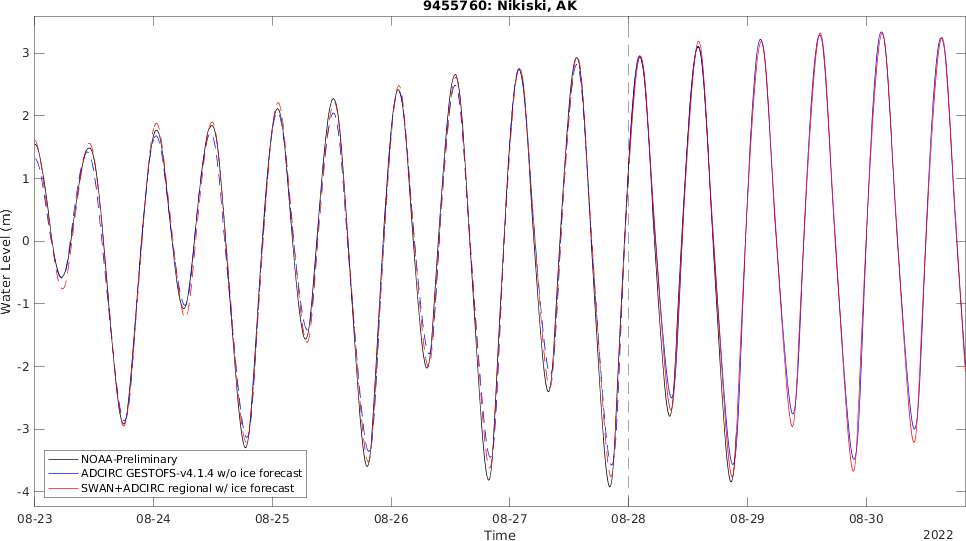 9455760: Nikiski, AK
3
2
1
0
-1
-2
-3
-4
Water Level (m)
NOAA-Preliminary
ADCIRC GESTOFS-v4.1.4 w/o ice forecast
SWAN+ADCIRC regional w/ ice forecast
08-23 08-24 08-25 08-26 08-27 08-28 08-29 08-30
Time
2022